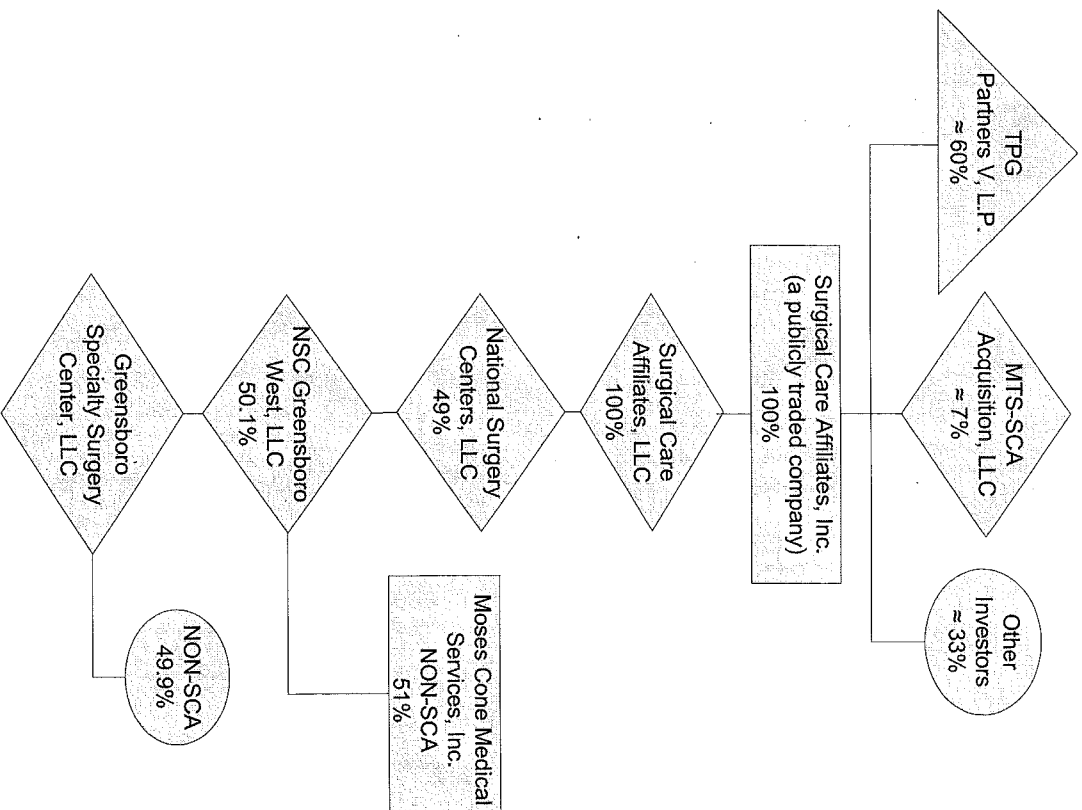 TPG
Partners V, L.P.
≈ 60%
MTS-SCA
Acquisition, LLC
≈ 7%
Other
Investors
≈ 33%
Surgical Care Affiliates, Inc.
(a publicly traded company)
100%
Surgical Care
Affiliates, LLC
100%
National Surgery
Centers, LLC
49%
Moses Cone Medical
Services, Inc.
NON-SCA
51%
NSC Greensboro
West, LLC
50.1%
NON-SCA
49.9%
Greensboro
Specialty Surgery
Center, LLC